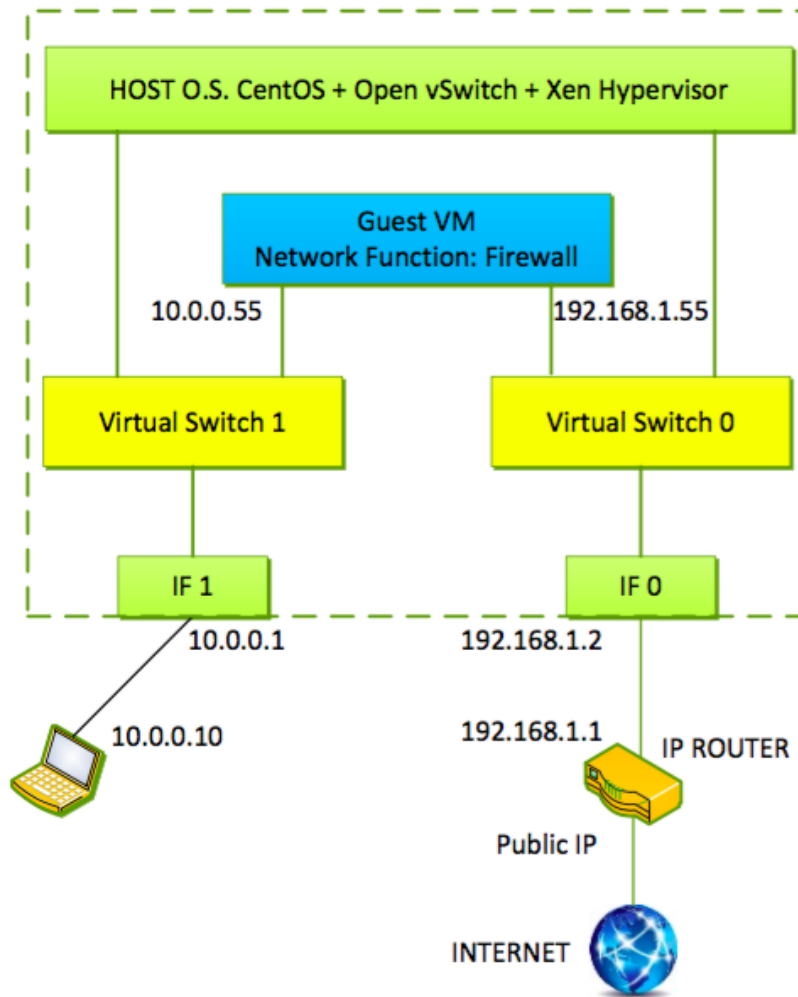 HOST O.S. CentOS + Open vSwitch + Xen Hypervisor
Guest VM
Network Function: Firewall
10.0.0.55
192.168.1.55
Virtual Switch 1
Virtual Switch 0
IF 1
IF 0
10.0.0.1
192.168.1.2
10.0.0.10
192.168.1.1
IP ROUTER
Public IP
INTERNET